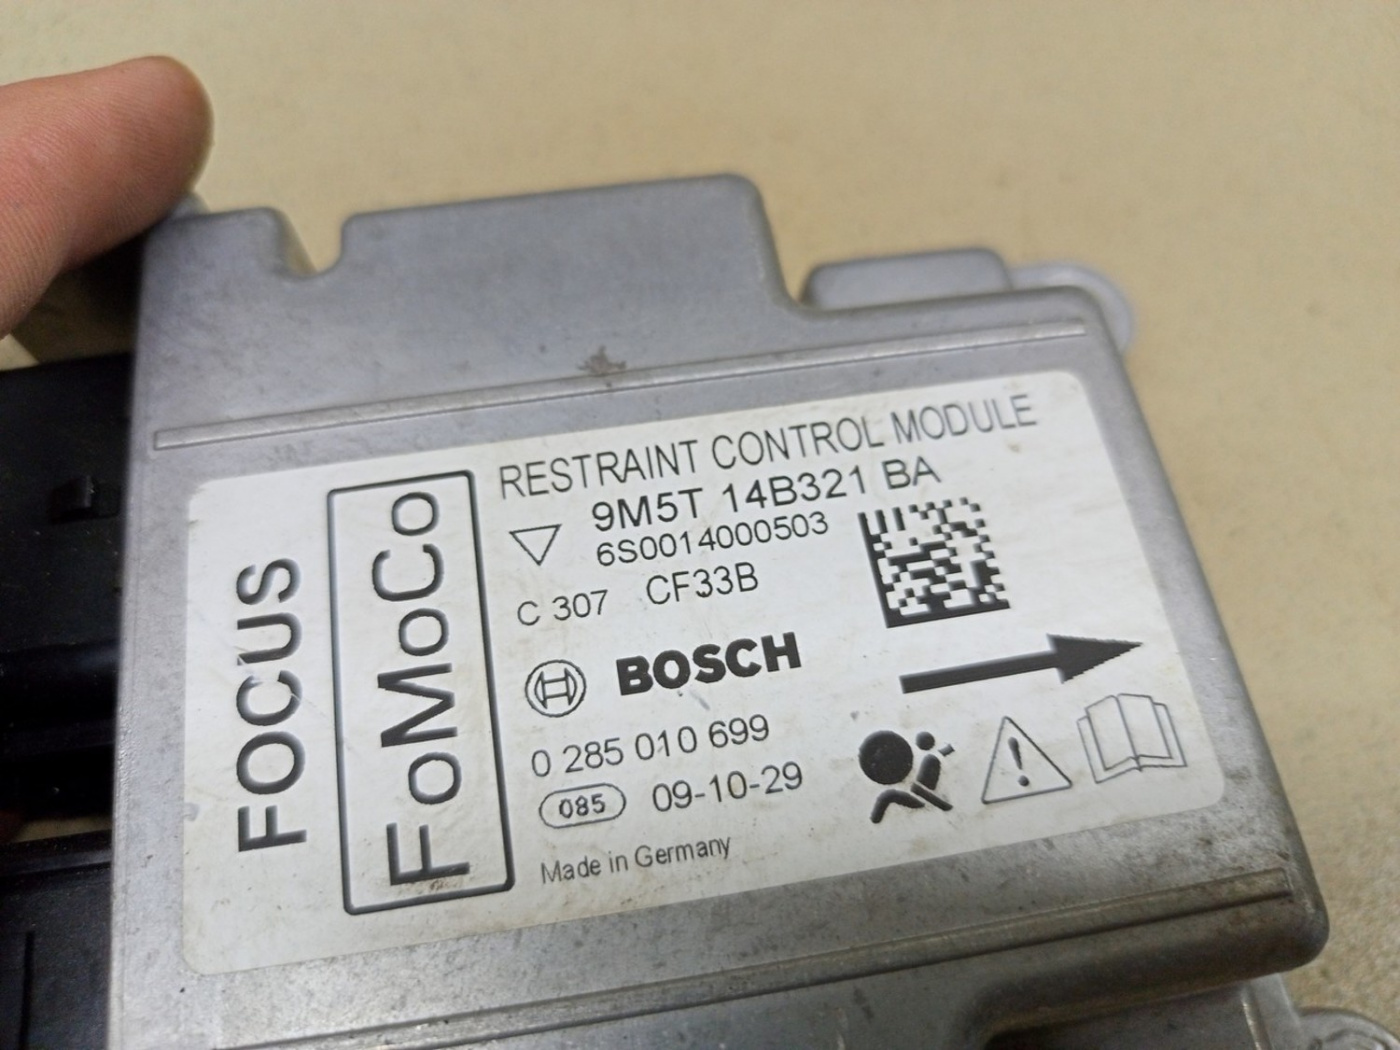 FOCUS
FoMoCo
RESTRAINT CONTROL MODULE
9M5T 14B321 BA
6S0014000503
C 307 CF33B
BOSCH
0 285 010 699
085 09-10-29
Made in Germany